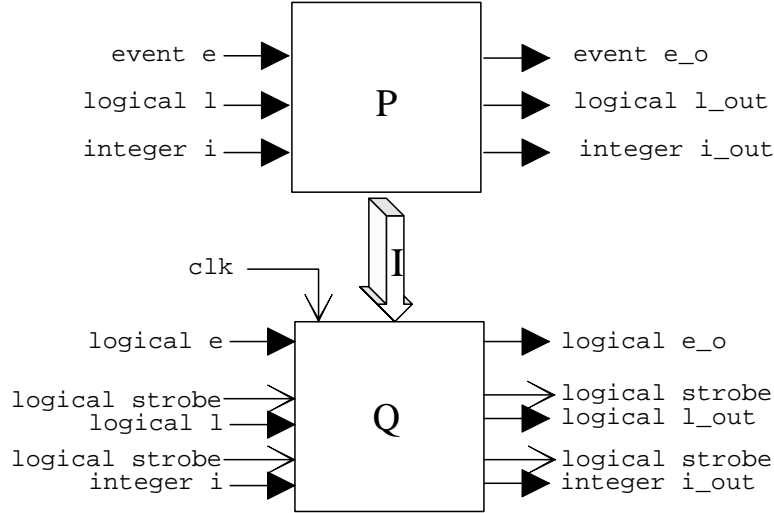 event e
event e_o
logical l
P
logical l_out
integer i
integer i_out
I
clk
logical e
logical e_o
logical strobe
logical strobe
logical l
Q
logical l_out
logical strobe
logical strobe
integer i
integer i_out